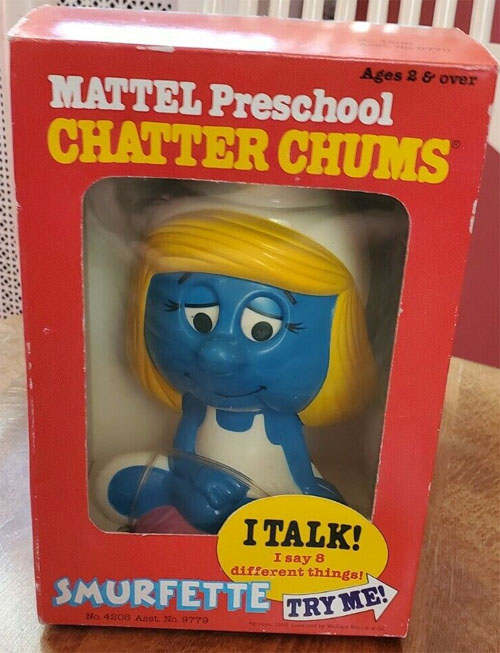 Ages 2 & over
MATTEL Preschool
CHATTER CHUMS®
I TALK!
I say 8
different things!
TRY ME!
SMURFETTE
No. 4208 Asst. No. 9779